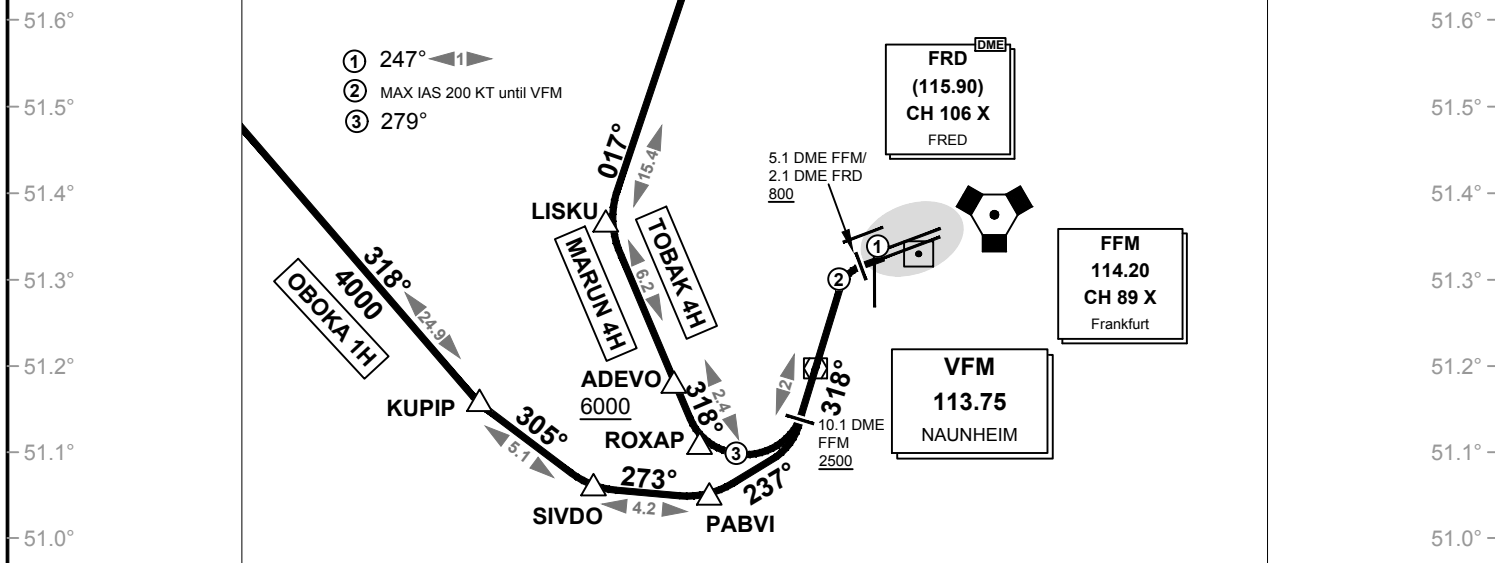 51.6°
51.5°
51.4°
51.3°
51.2°
51.1°
51.0°
1 247° 1
2 MAX IAS 200 KT until VFM
3 279°
DME
FRD
(115.90)
CH 106 X
FRED
5.1 DME FFM/
2.1 DME FRD
800
017°
15.4
LISKU
MARUN 4H
TOBAK 4H
6.2
1
2
FFM
114.20
CH 89 X
Frankfurt
318°
4000
OBOKA 1H
24.9
VFM
113.75
NAUNHEIM
ADEVO
6000
2.4
318°
2
318°
KUPIP
305°
5.1
ROXAP
3
10.1 DME
FFM
2500
237°
273°
4.2
SIVDO
PABVI
51.6°
51.5°
51.4°
51.3°
51.2°
51.1°
51.0°